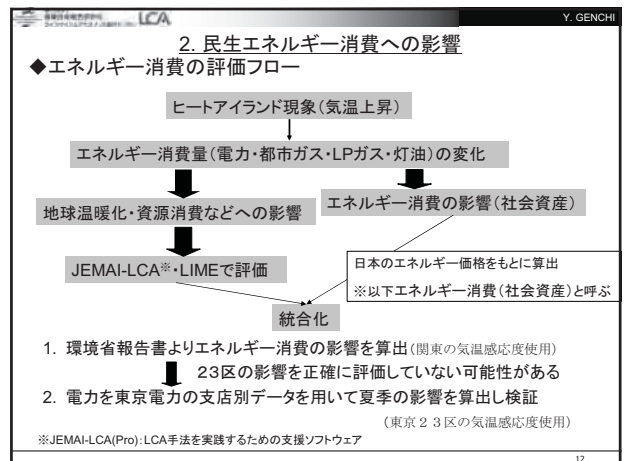 LCA
Y. GENCHI
2. 民生エネルギー消費への影響
◆エネルギー消費の評価フロー
ヒートアイランド現象(気温上昇)
エネルギー消費量(電力・都市ガス・LPガス・灯油)の変化
地球温暖化・資源消費などへの影響
エネルギー消費の影響(社会資産)
JEMAI-LCA※・LIMEで評価
日本のエネルギー価格をもとに算出
※以下エネルギー消費(社会資産)と呼ぶ
統合化
1. 環境省報告書よりエネルギー消費の影響を算出(関東の気温感応度使用)
23区の影響を正確に評価していない可能性がある
2. 電力を東京電力の支店別データを用いて夏季の影響を算出し検証
(東京23区の気温感応度使用)
※JEMAI-LCA(Pro):LCA手法を実践するための支援ソフトウェア
12